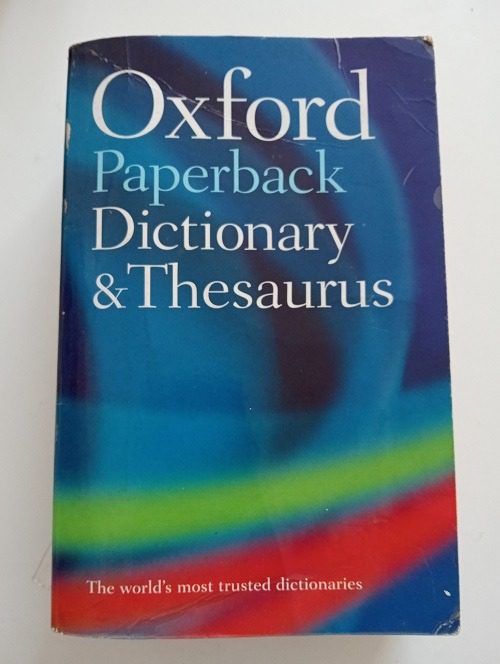 Oxford
Paperback
Dictionary
& Thesaurus
The world's most trusted dictionaries